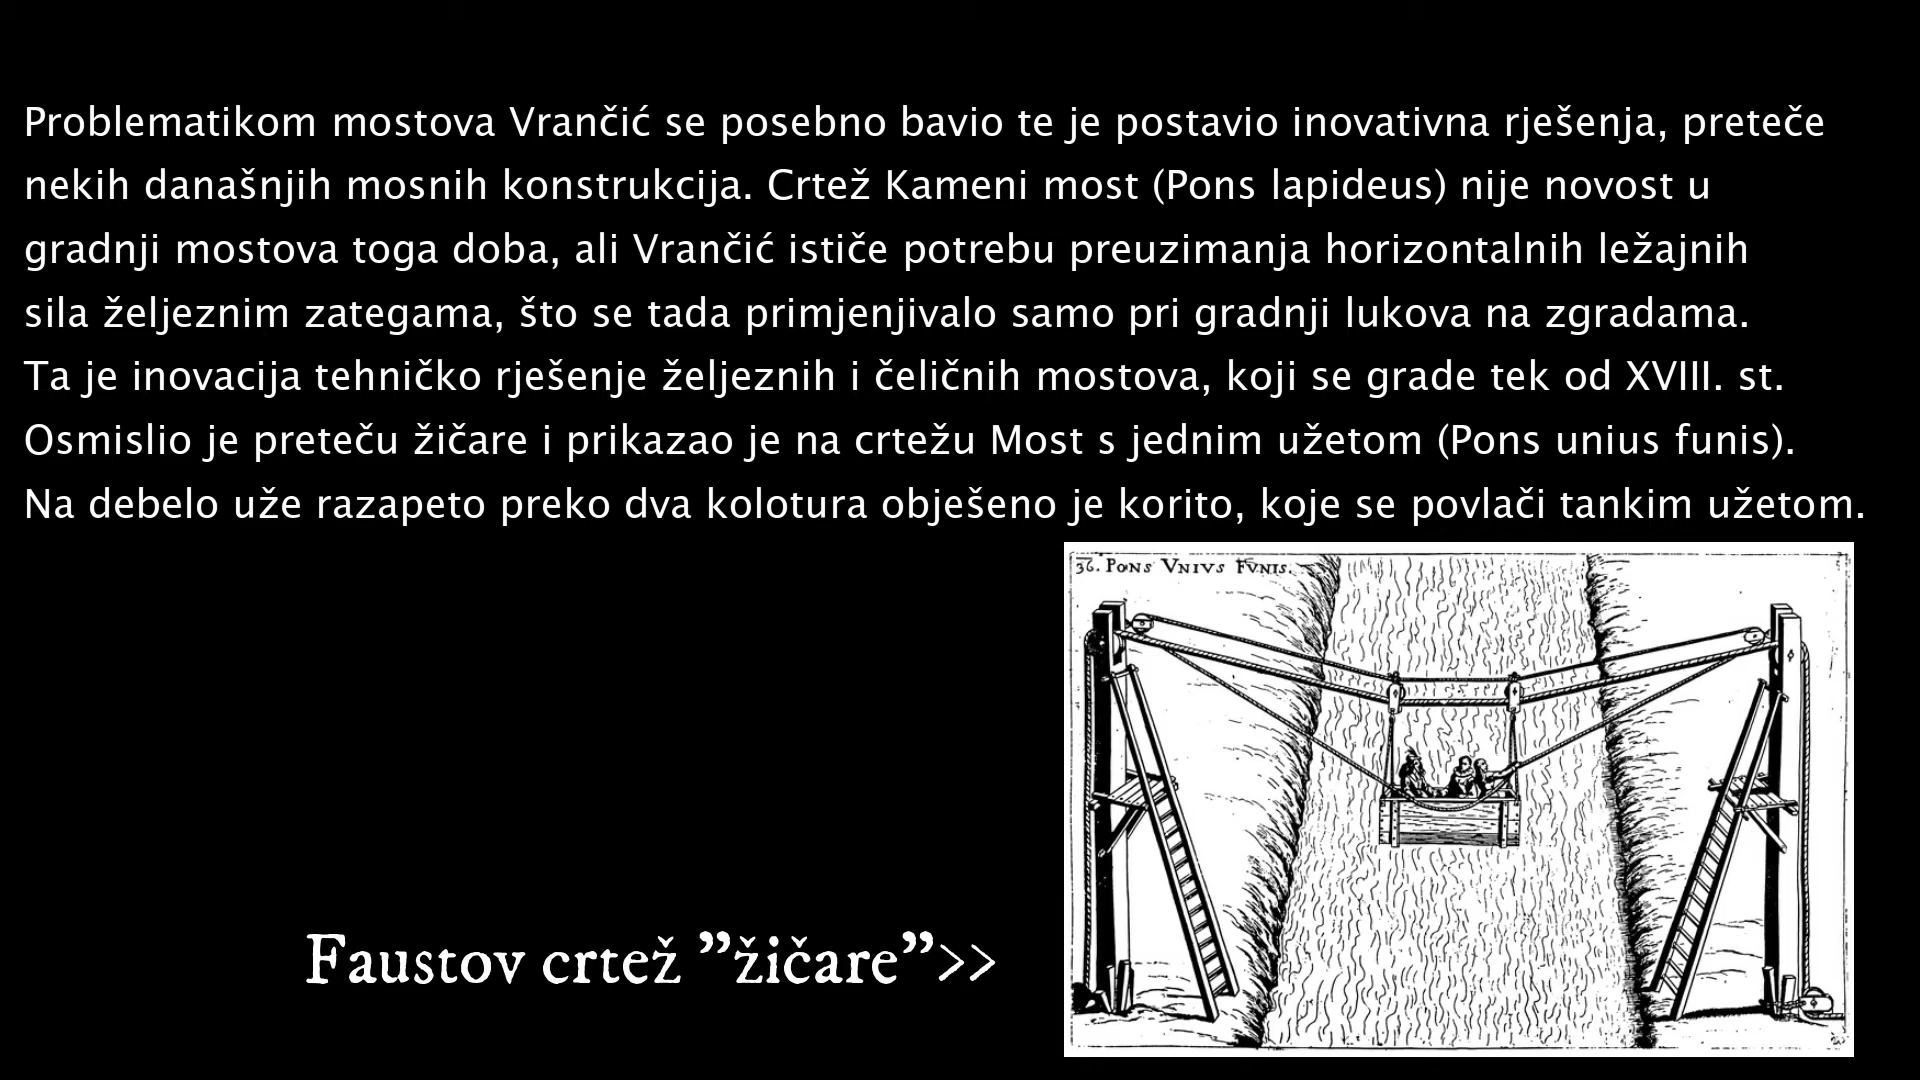 Problematikom mostova Vrančić se posebno bavio te je postavio inovativna rješenja, preteče
nekih današnjih mosnih konstrukcija. Crtež Kameni most (Pons lapideus) nije novost u
gradnji mostova toga doba, ali Vrančić ističe potrebu preuzimanja horizontalnih ležajnih
sila željeznim zategama, što se tada primjenjivalo samo pri gradnji lukova na zgradama.
Ta je inovacija tehničko rješenje željeznih i čeličnih mostova, koji se grade tek od XVIII. st.
Osmislio je preteču žičare i prikazao je na crtežu Most s jednim užetom (Pons unius funis).
Na debelo uže razapeto preko dva kolotura obješeno je korito, koje se povlači tankim užetom.
36. PONS VNIVS FVNIS.
Faustov crtež "žičare">>